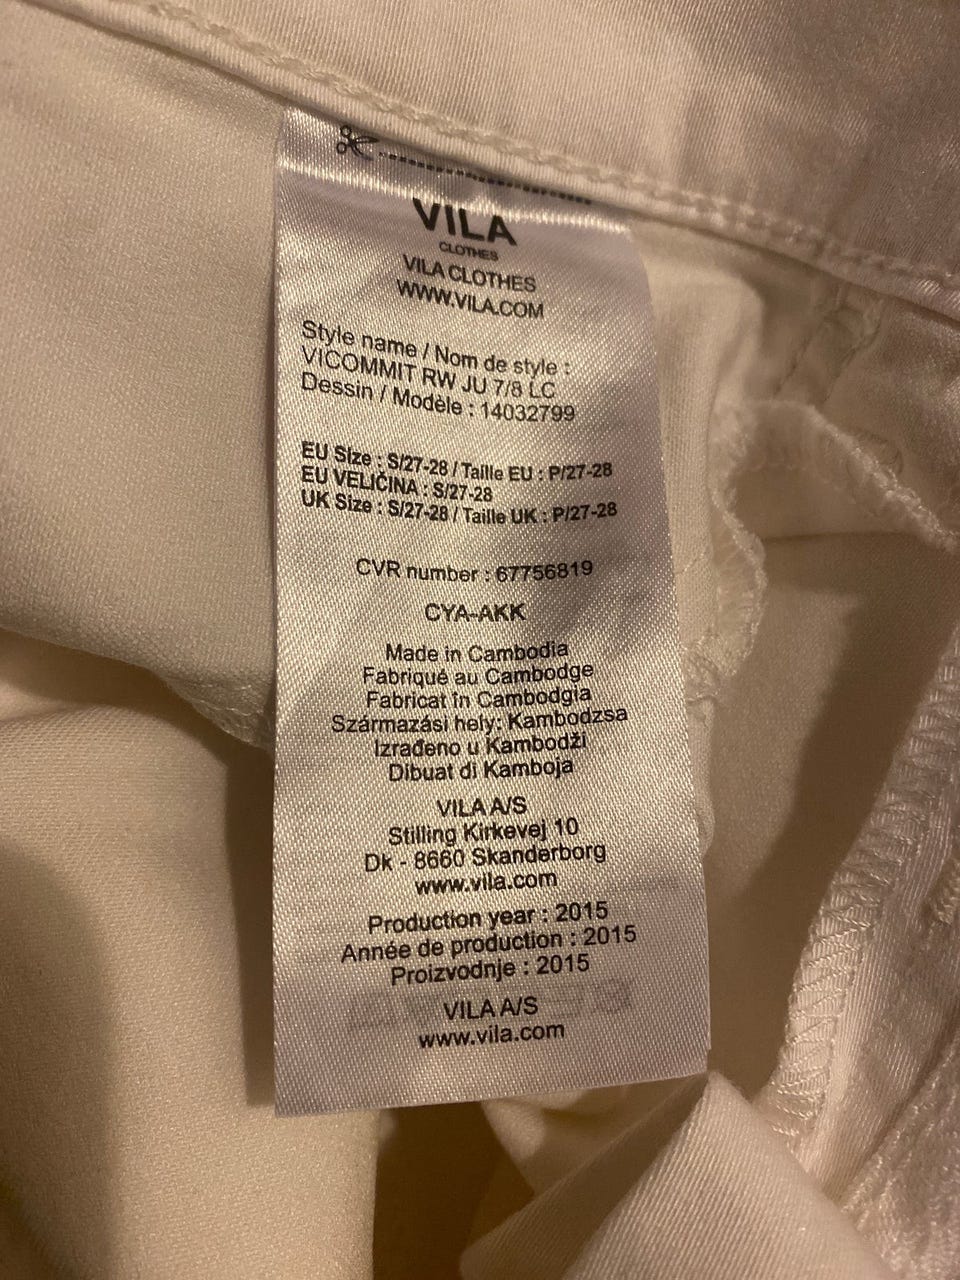 VILA
CLOTHES
VILA CLOTHES
WWW.VILA.COM
Style name / Nom de style :
VICOMMIT RW JU 7/8 LC
Dessin / Modèle : 14032799
EU Size : S/27-28 / Taille EU : P/27-28
EU VELIČINA : S/27-28
UK Size : S/27-28 / Taille UK : P/27-28
CVR number : 67756819
CYA-AKK
Made in Cambodia
Fabriqué au Cambodge
Fabricat în Cambodgia
Származási hely: Kambodzsa
Izrađeno u Kambodži
Dibuat di Kamboja
VILA A/S
Stilling Kirkevej 10
Dk - 8660 Skanderborg
www.vila.com
Production year : 2015
Année de production : 2015
Proizvodnje : 2015
VILA A/S
www.vila.com